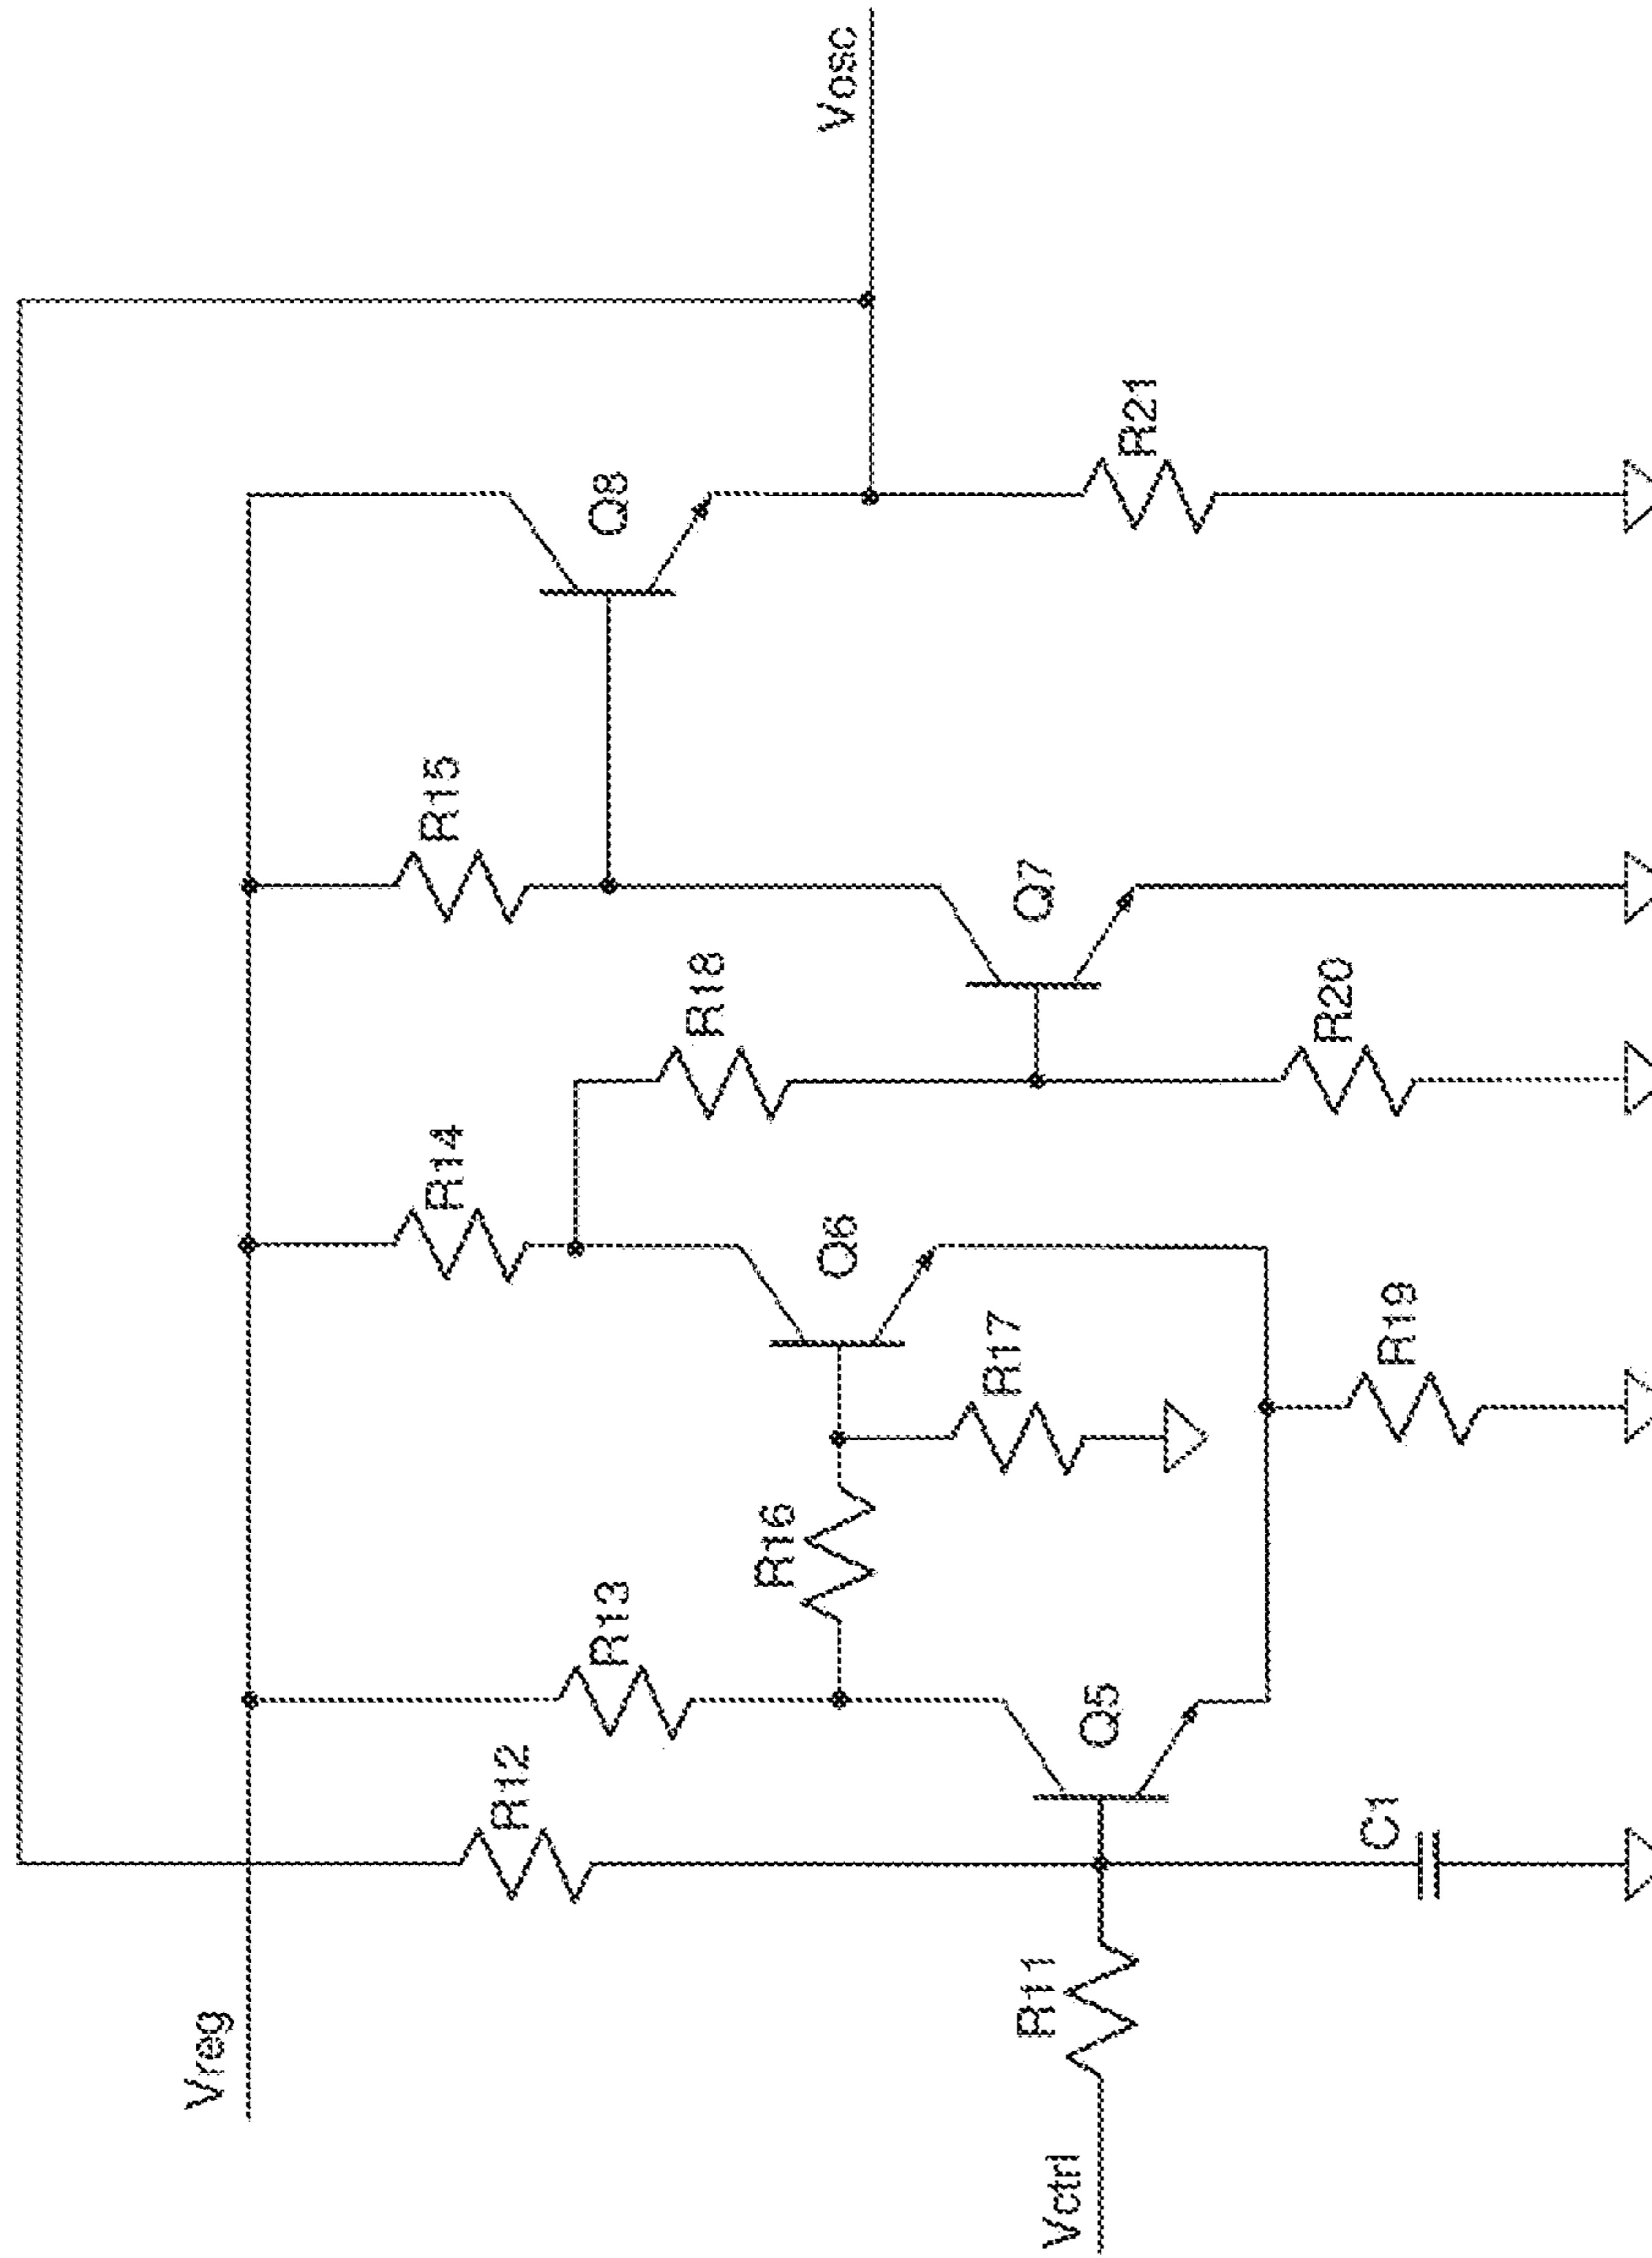 Vreg
Vctrl
Vosc
R11
R12
R13
R14
R15
R16
R17
R18
R19
R20
R21
Q5
Q6
Q7
Q8
C1